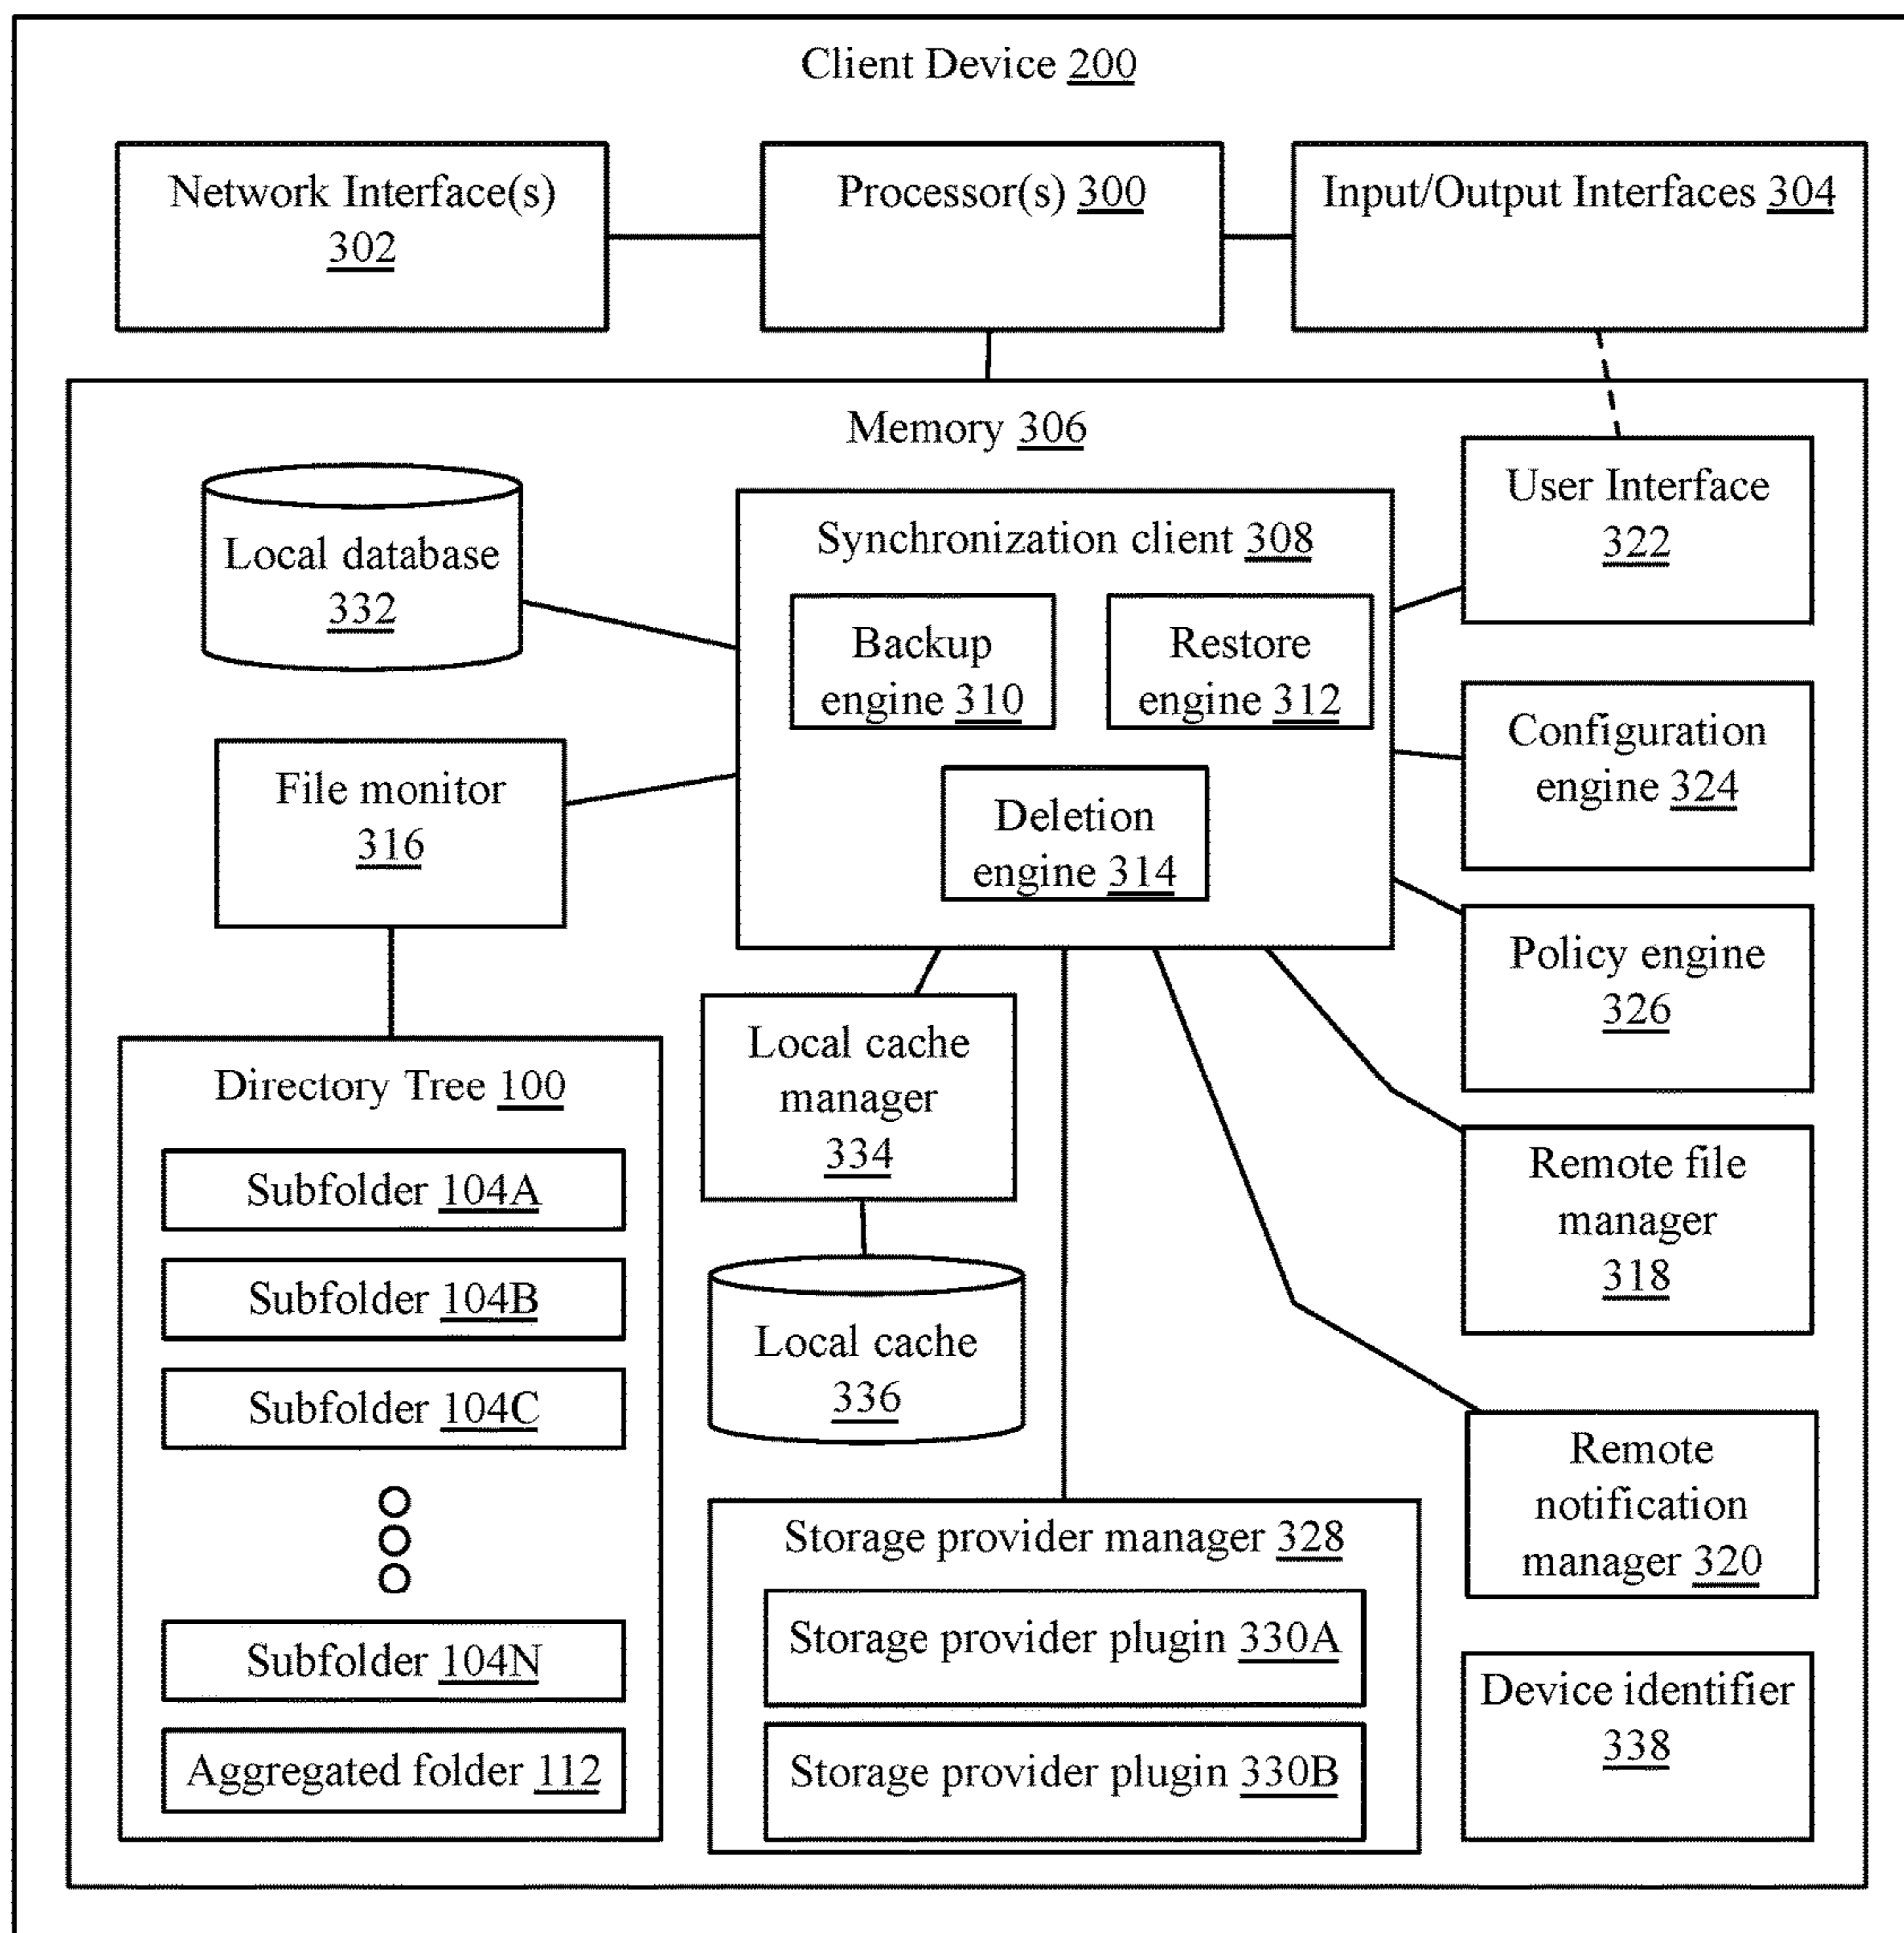 Client Device 200
Network Interface(s)
302
Processor(s) 300
Input/Output Interfaces 304
Memory 306
Local database
332
Synchronization client 308
Backup
engine 310
Restore
engine 312
Deletion
engine 314
User Interface
322
Configuration
engine 324
Policy engine
326
File monitor
316
Directory Tree 100
Subfolder 104A
Subfolder 104B
Subfolder 104C
Subfolder 104N
Aggregated folder 112
Local cache
manager
334
Local cache
336
Remote file
manager
318
Remote
notification
manager 320
Storage provider manager 328
Storage provider plugin 330A
Storage provider plugin 330B
Device identifier
338